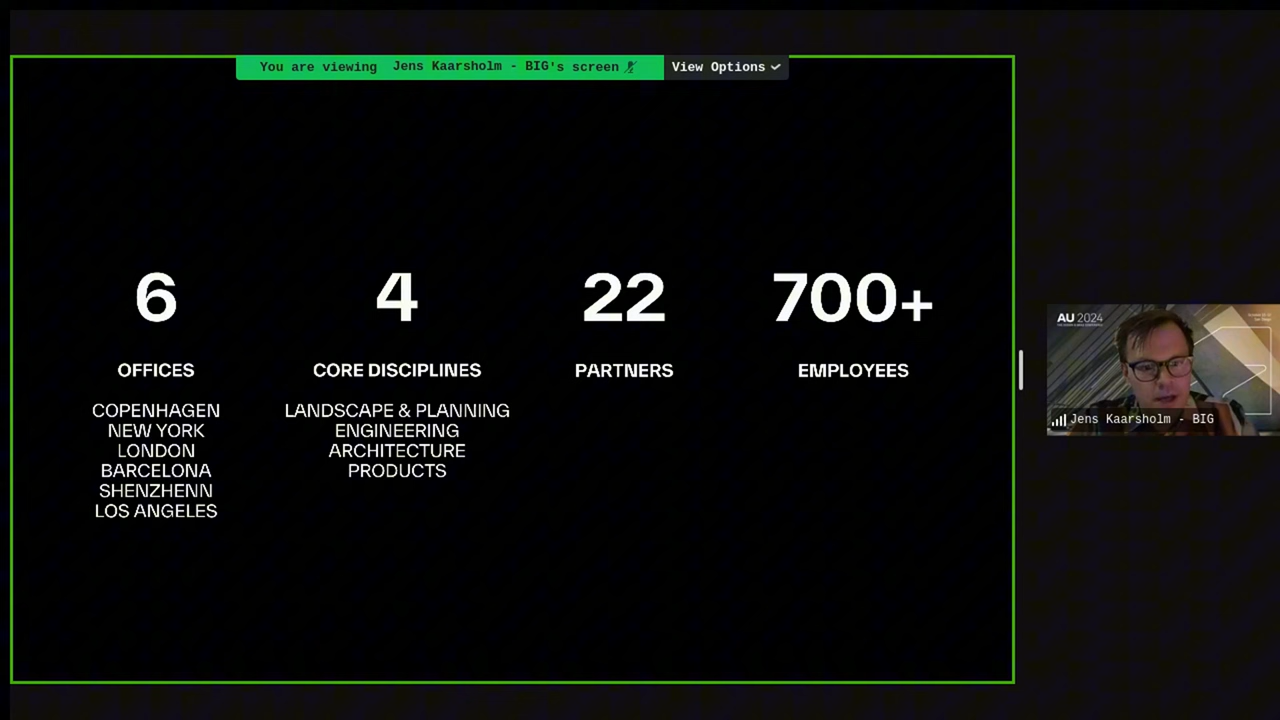 You are viewing Jens Kaarsholm - BIG's screen
View Options
6
OFFICES
COPENHAGEN
NEW YORK
LONDON
BARCELONA
SHENZHENN
LOS ANGELES
4
CORE DISCIPLINES
LANDSCAPE & PLANNING
ENGINEERING
ARCHITECTURE
PRODUCTS
22
PARTNERS
700+
EMPLOYEES
AU 2024
Jens Kaarsholm - BIG